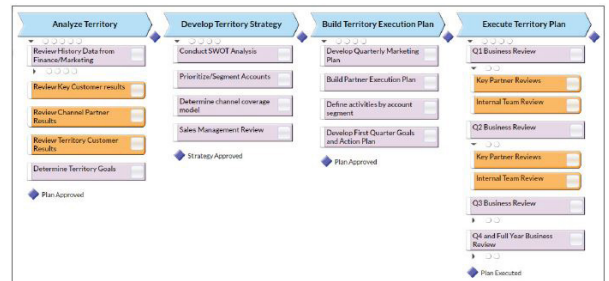 Analyze Territory
Review History Data from
Finance/Marketing
Review Key Customer results
Review Channel Partner
Results
Review Territory Customer
Results
Determine Territory Goals
Plan Approved
Develop Territory Strategy
Conduct SWOT Analysis
Prioritize/Segment Accounts
Determine channel coverage
model
Sales Management Review
Strategy Approved
Build Territory Execution Plan
Develop Quarterly Marketing
Plan
Build Partner Execution Plan
Define activities by account
segment
Develop First Quarter Goals
and Action Plan
Plan Approved
Execute Territory Plan
Q1 Business Review
Key Partner Reviews
Internal Team Review
Q2 Business Review
Key Partner Reviews
Internal Team Review
Q3 Business Review
Q4 and Full Year Business
Review
Plan Executed